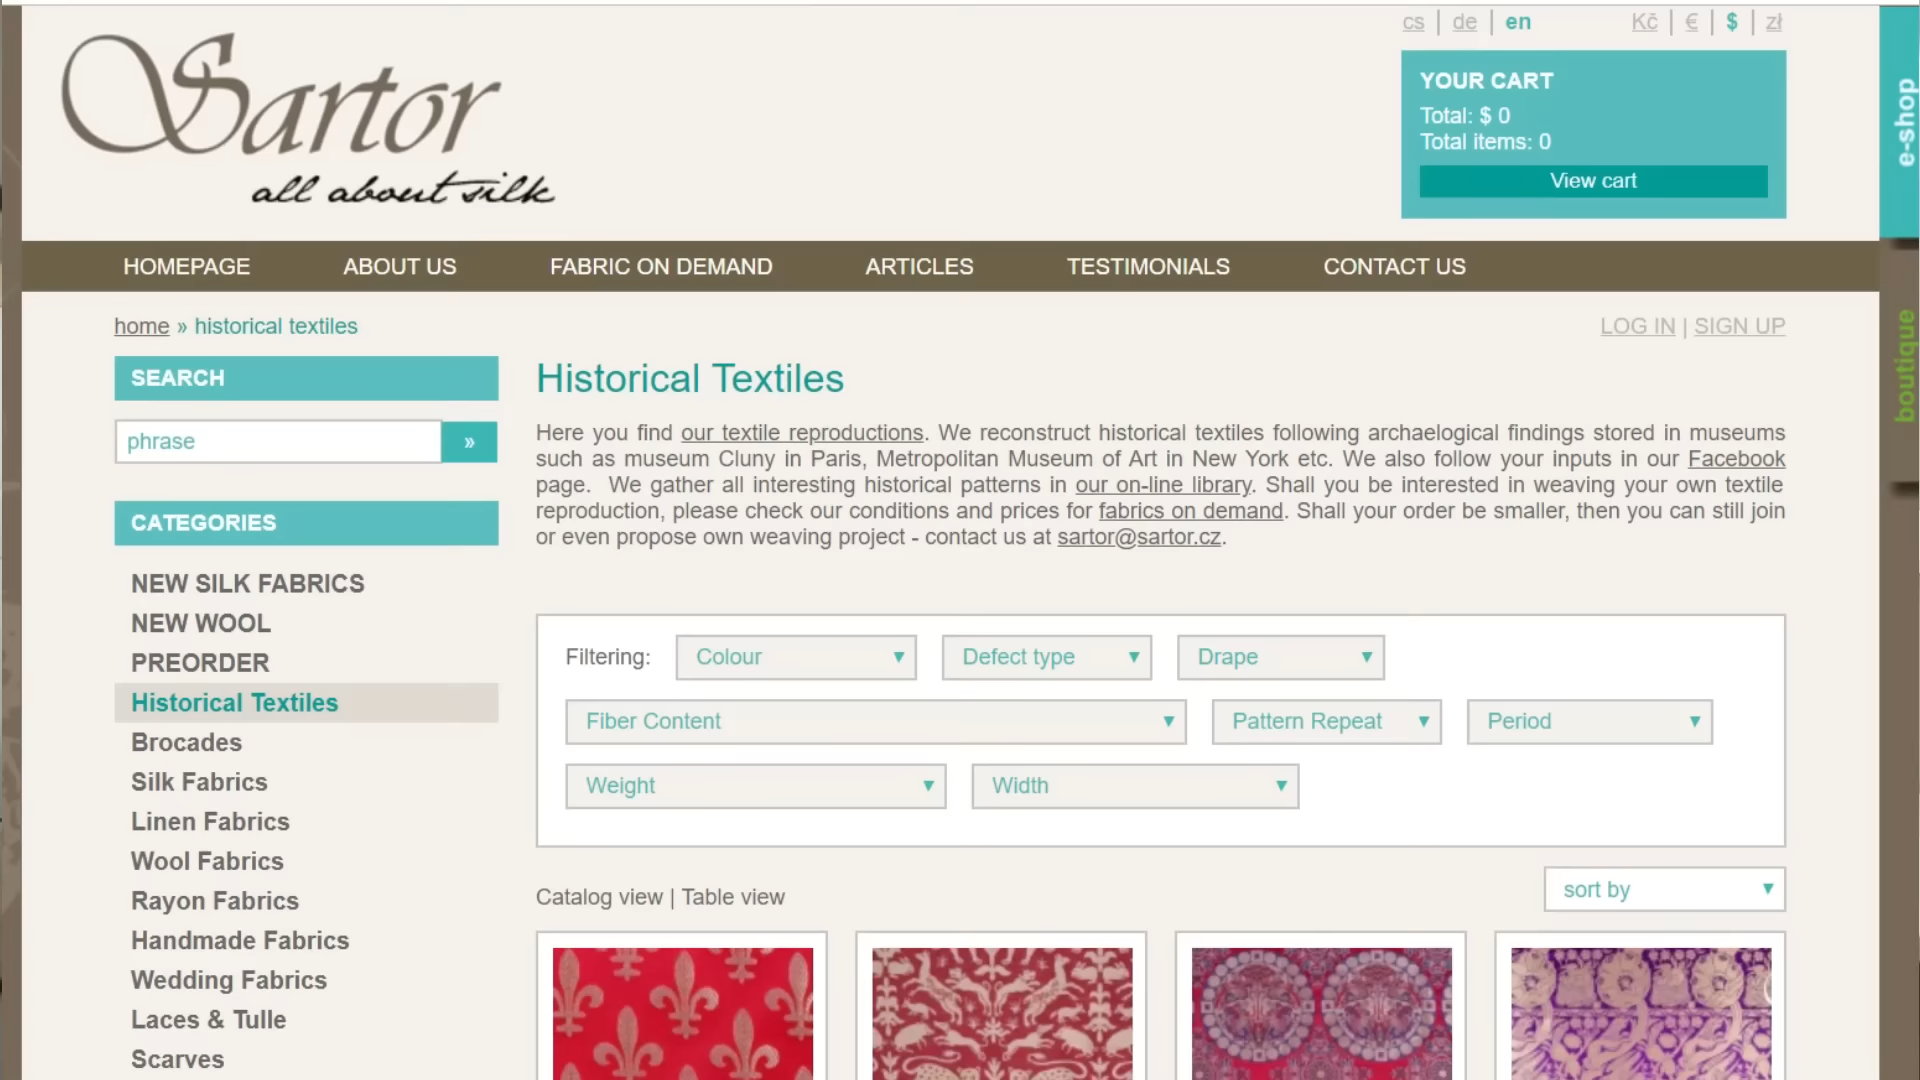 Sartor
all about silk
cs | de | en
Kč | € | $ | zł
YOUR CART
Total: $ 0
Total items: 0
View cart
e-shop
boutique
HOMEPAGE
ABOUT US
FABRIC ON DEMAND
ARTICLES
TESTIMONIALS
CONTACT US
home » historical textiles
LOG IN | SIGN UP
SEARCH
phrase
»
CATEGORIES
NEW SILK FABRICS
NEW WOOL
PREORDER
Historical Textiles
Brocades
Silk Fabrics
Linen Fabrics
Wool Fabrics
Rayon Fabrics
Handmade Fabrics
Wedding Fabrics
Laces & Tulle
Scarves
Historical Textiles
Here you find our textile reproductions. We reconstruct historical textiles following archaelogical findings stored in museums
such as museum Cluny in Paris, Metropolitan Museum of Art in New York etc. We also follow your inputs in our Facebook
page. We gather all interesting historical patterns in our on-line library. Shall you be interested in weaving your own textile
reproduction, please check our conditions and prices for fabrics on demand. Shall your order be smaller, then you can still join
or even propose own weaving project - contact us at sartor@sartor.cz.
Filtering:
Colour
Defect type
Drape
Fiber Content
Pattern Repeat
Period
Weight
Width
Catalog view | Table view
sort by